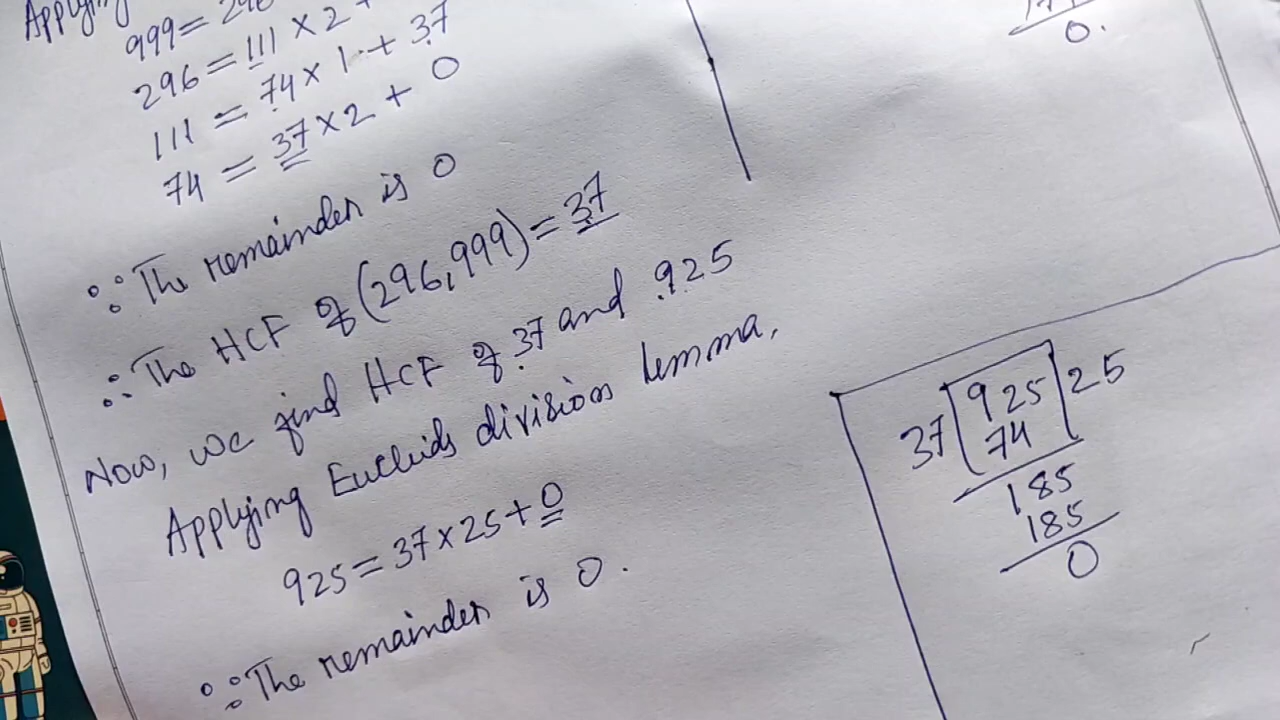 Applying
999 = 296
296 = 111 × 2 +
111 = 74 × 1 + 37
74 = 37 × 2 + 0
∵ The remainder is 0
∴ The HCF of (296, 999) = 37
Now, we find HCF of 37 and 925
Applying Euclids division lemma,
925 = 37 × 25 + 0
∵ The remainder is 0.
0.
37 ) 925 ( 25
74
185
185
0